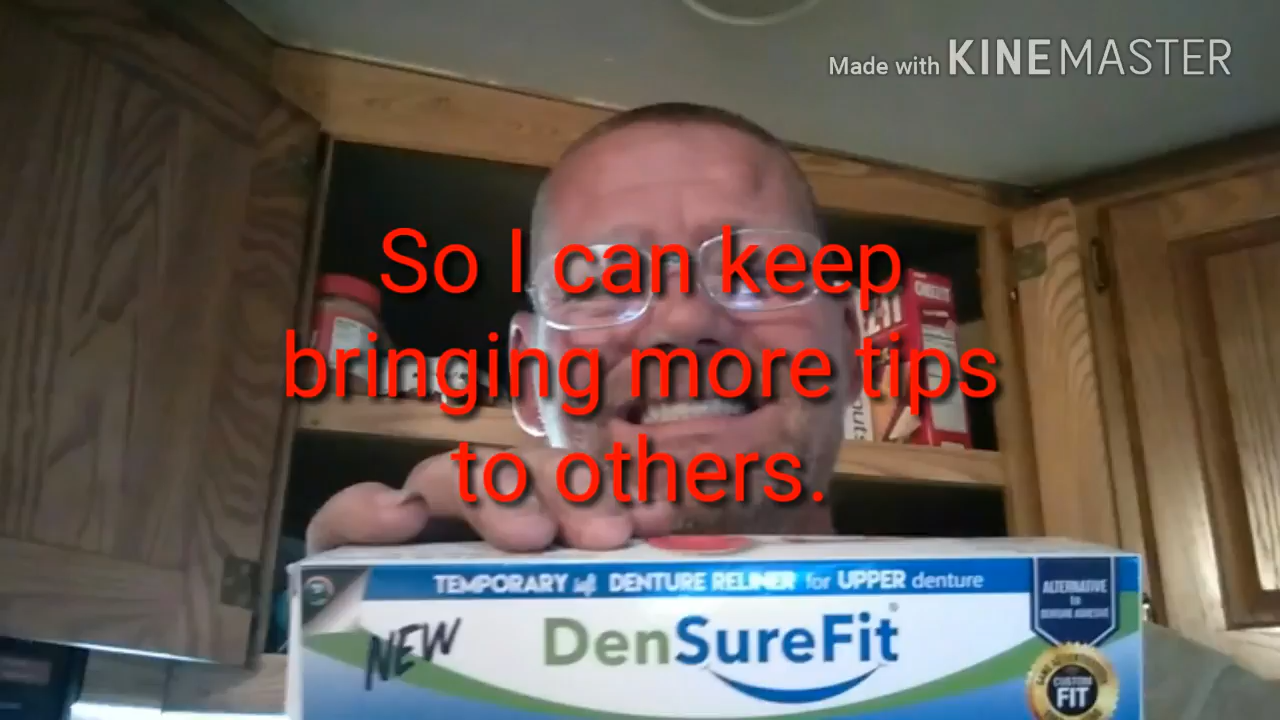 Made with KINEMASTER
So I can keep
bringing more tips
to others.
TEMPORARY DENTURE RELINER for UPPER denture
ALTERNATIVE
to
NEW
DenSureFit®
CUSTOM
FIT